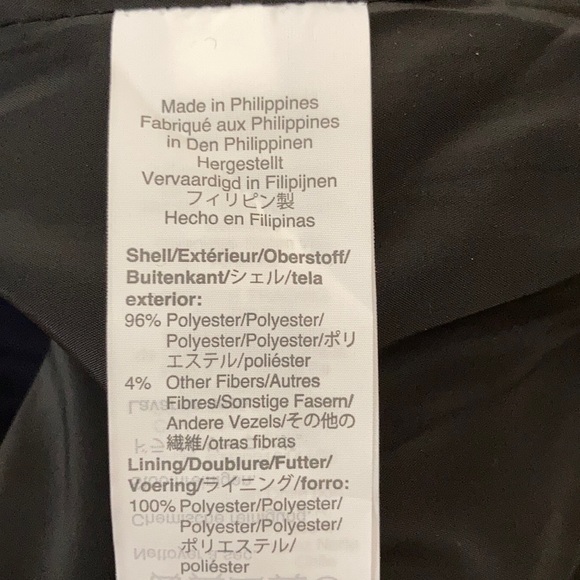 Made in Philippines
Fabriqué aux Philippines
in Den Philippinen
Hergestellt
Vervaardigd in Filipijnen
フィリピン製
Hecho en Filipinas
Shell/Extérieur/Oberstoff/
Buitenkant/シェル/tela
exterior:
96% Polyester/Polyester/
Polyester/Polyester/ポリ
エステル/poliéster
4% Other Fibers/Autres
Fibres/Sonstige Fasern/
Andere Vezels/その他の
繊維/otras fibras
Lining/Doublure/Futter/
Voering/ライニング/forro:
100% Polyester/Polyester/
Polyester/Polyester/
ポリエステル/
poliéster